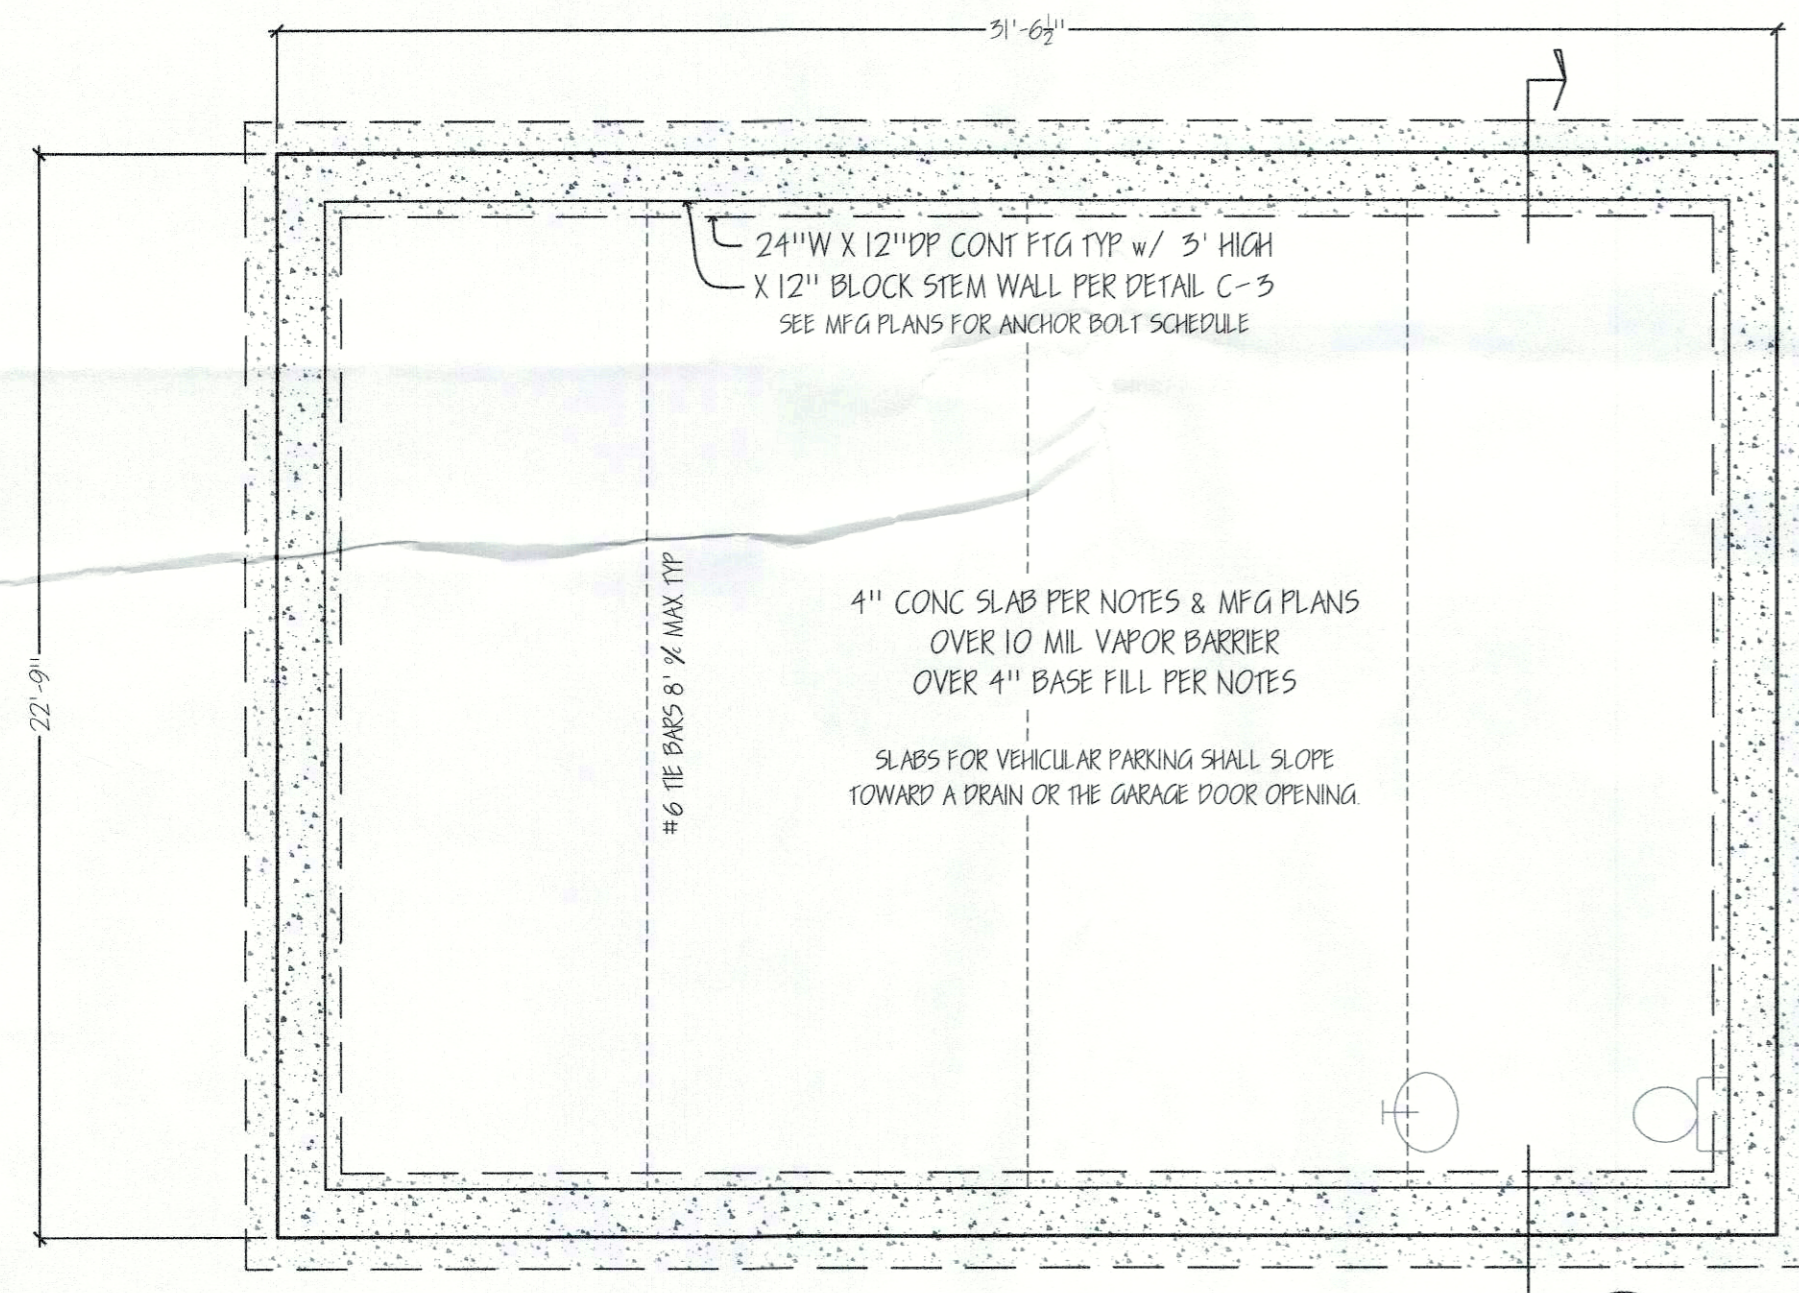 31'-6½"
24"W X 12"DP CONT FTG TYP w/ 3' HIGH
X 12" BLOCK STEM WALL PER DETAIL C-3
SEE MFG PLANS FOR ANCHOR BOLT SCHEDULE
22'-9"
#6 TIE BARS 8' % MAX TYP
4" CONC SLAB PER NOTES & MFG PLANS
OVER 10 MIL VAPOR BARRIER
OVER 4" BASE FILL PER NOTES
SLABS FOR VEHICULAR PARKING SHALL SLOPE
TOWARD A DRAIN OR THE GARAGE DOOR OPENING.